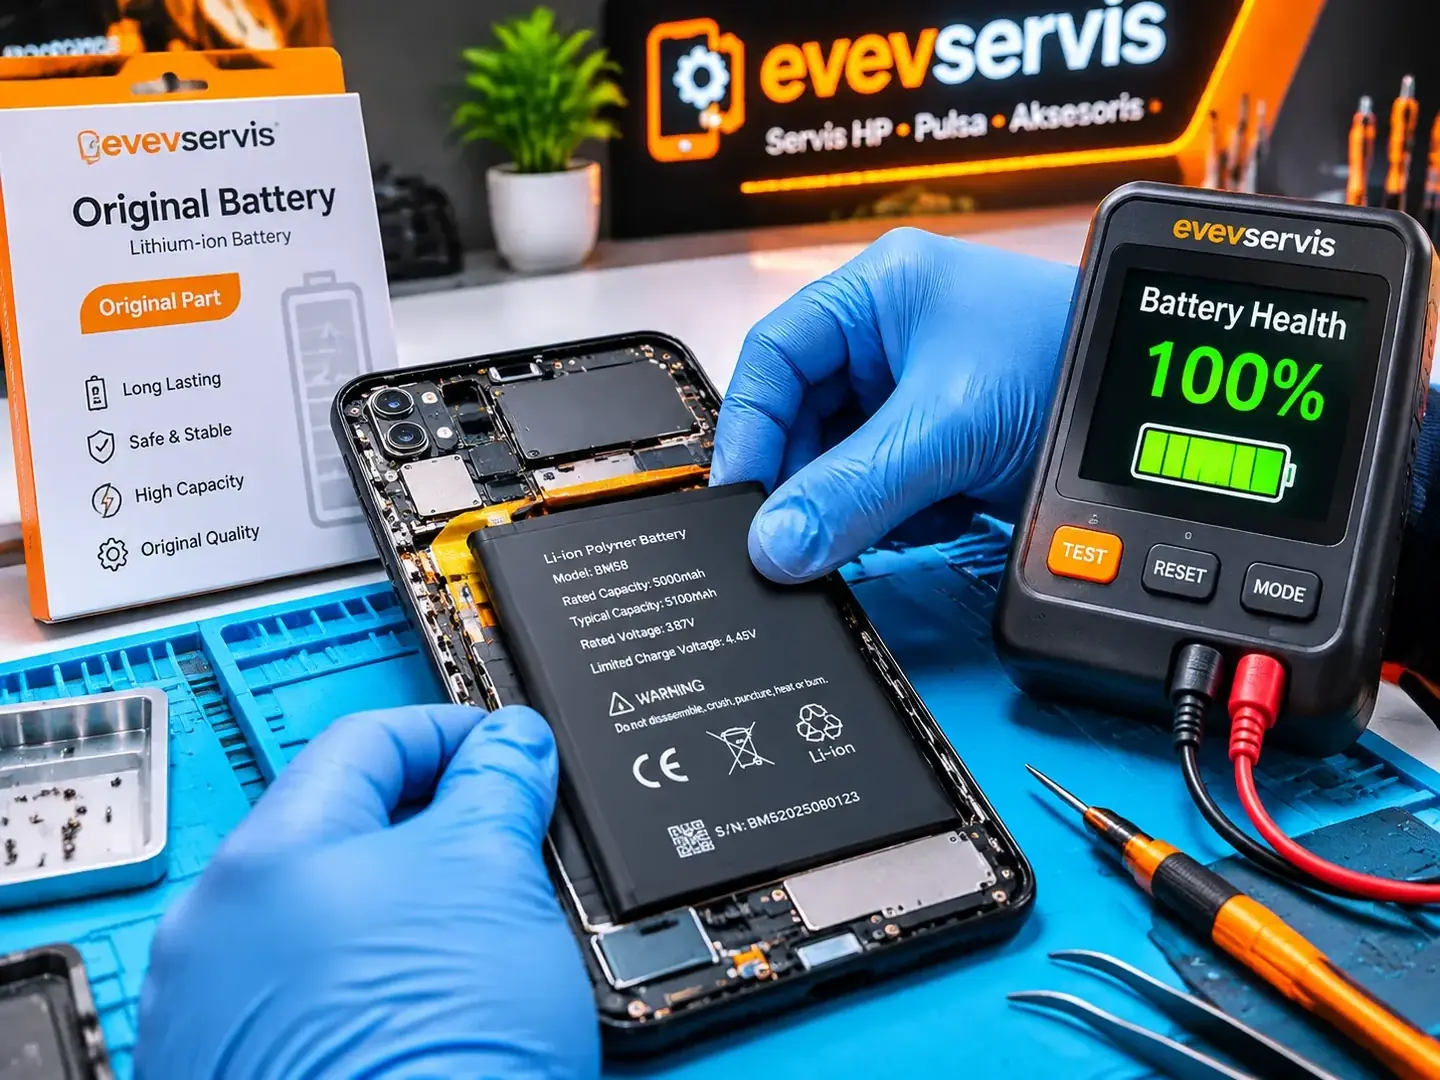 evevservis
Original Battery
Lithium-ion Battery
Original Part
Long Lasting
Safe & Stable
High Capacity
Original Quality
evevservis
Servis HP • Pulsa • Aksesoris •
evevservis
Battery Health
100%
TEST
RESET
MODE
Li-ion Polymer Battery
Model: BM58
Rated Capacity: 5000mah
Typical Capacity: 5100mAh
Rated Voltage: 3.87V
Limited Charge Voltage: 4.45V
WARNING
Do not disassemble, crush, puncture, heat or burn.
CE
Li-ion
S/N: BM52025080123